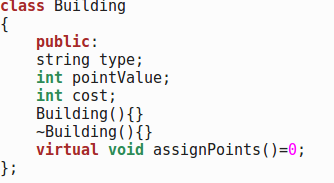 class Building
{
public:
string type;
int pointValue;
int cost;
Building(){}
~Building(){}
virtual void assignPoints()=0;
};